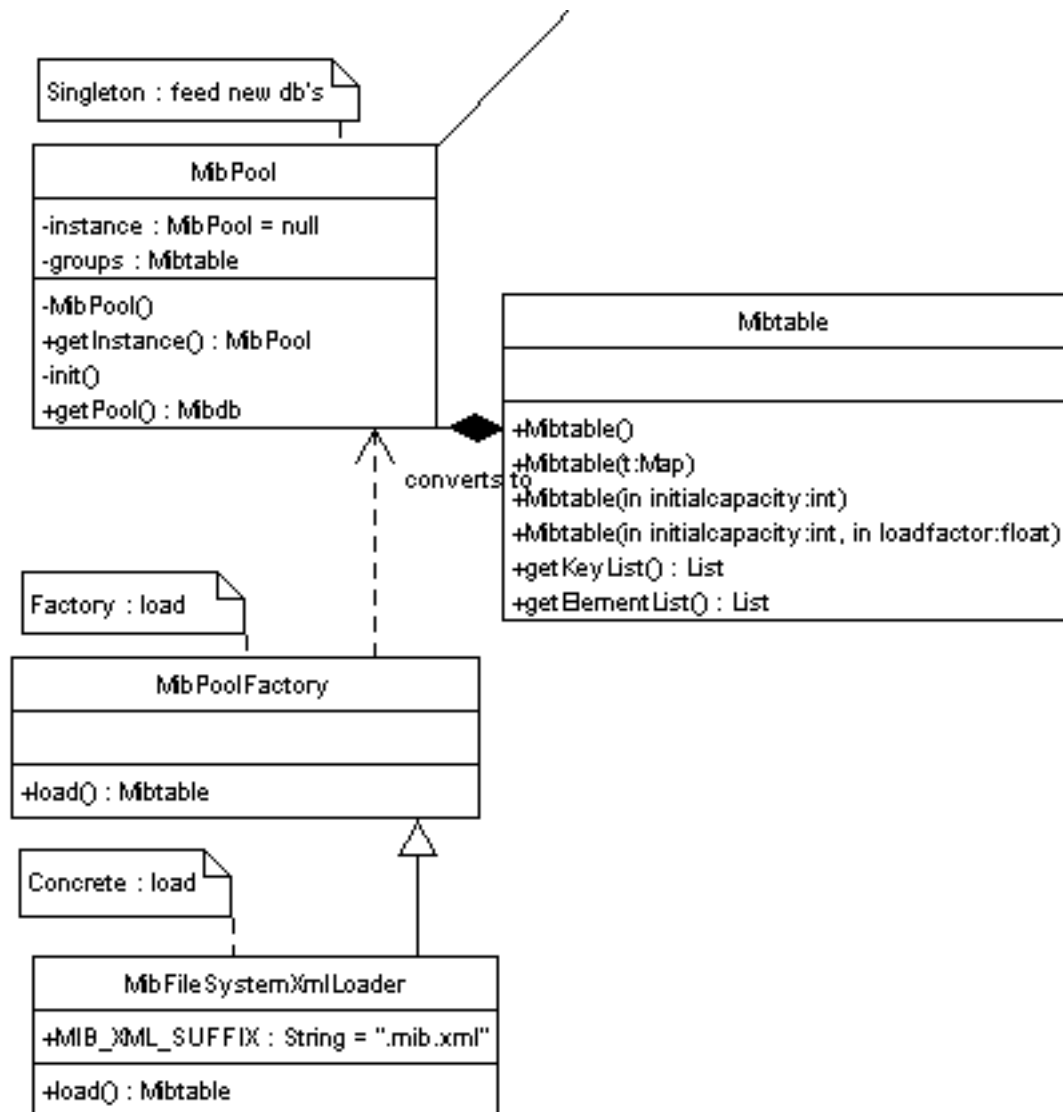 Singleton : feed new db's
MibPool
-instance : MibPool = null
-groups : Mibtable
-MibPool()
+getInstance() : MibPool
-init()
+getPool() : Mibdb
Mibtable
+Mibtable()
+Mibtable(t:Map)
+Mibtable(in initialcapacity:int)
+Mibtable(in initialcapacity:int, in loadfactor:float)
+getKeyList() : List
+getElementList() : List
converts to
Factory : load
MibPoolFactory
+load() : Mibtable
Concrete : load
MibFileSystemXmlLoader
+MIB_XML_SUFFIX : String = ".mib.xml"
+load() : Mibtable